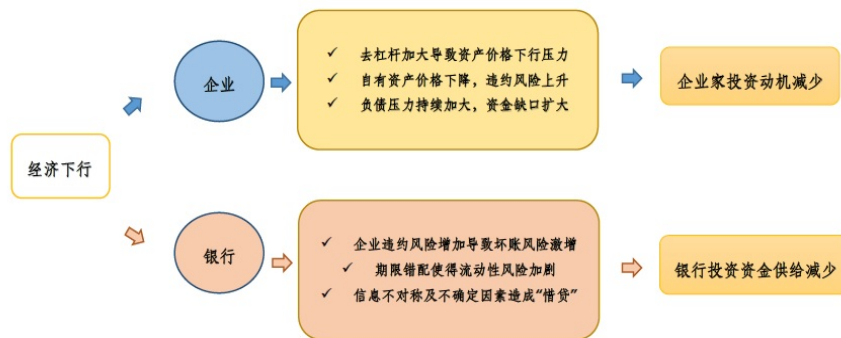 经济下行
企业
去杠杆加大导致资产价格下行压力
自有资产价格下降，违约风险上升
负债压力持续加大，资金缺口扩大
企业家投资动机减少
银行
企业违约风险增加导致坏账风险激增
期限错配使得流动性风险加剧
信息不对称及不确定因素造成“惜贷”
银行投资资金供给减少